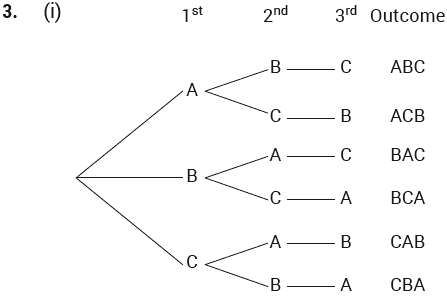 3. (i) 1st 2nd 3rd Outcome
B C ABC
A
C B ACB
A C BAC
B
C A BCA
A B CAB
C
B A CBA